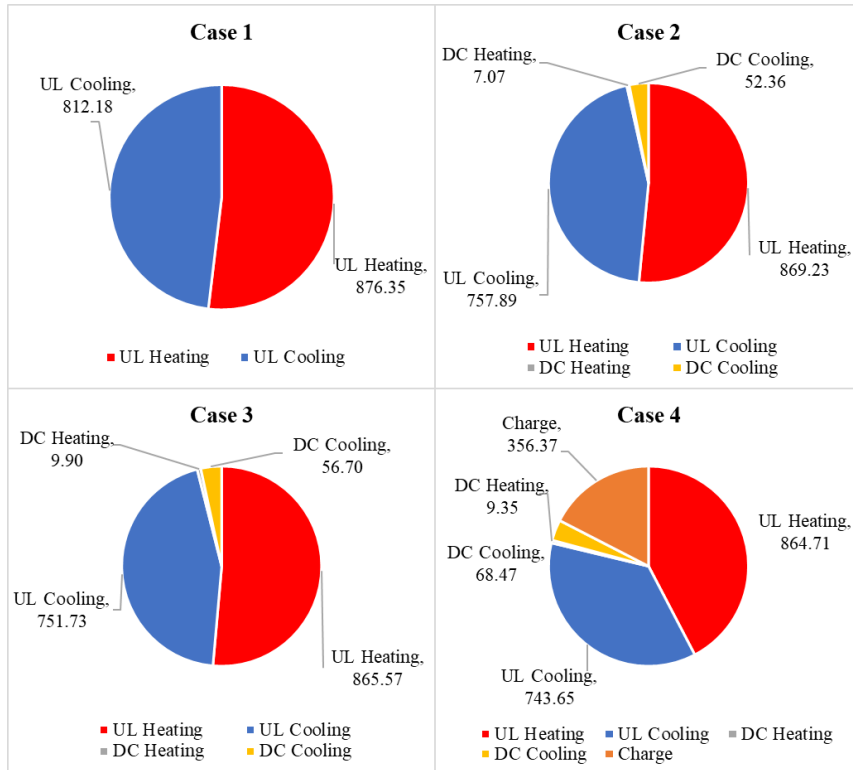 Case 1
UL Cooling,
812.18
UL Heating,
876.35
UL Heating
UL Cooling
Case 2
DC Heating,
7.07
DC Cooling
52.36
UL Cooling,
757.89
UL Heating,
869.23
UL Heating
UL Cooling
DC Heating
DC Cooling
Case 3
DC Heating,
9.90
DC Cooling,
56.70
UL Cooling,
751.73
UL Heating,
865.57
UL Heating
UL Cooling
DC Heating
DC Cooling
Case 4
Charge,
356.37
DC Heating,
9.35
DC Cooling,
68.47
UL Heating,
864.71
UL Cooling,
743.65
UL Heating
UL Cooling
DC Heating
DC Cooling
Charge